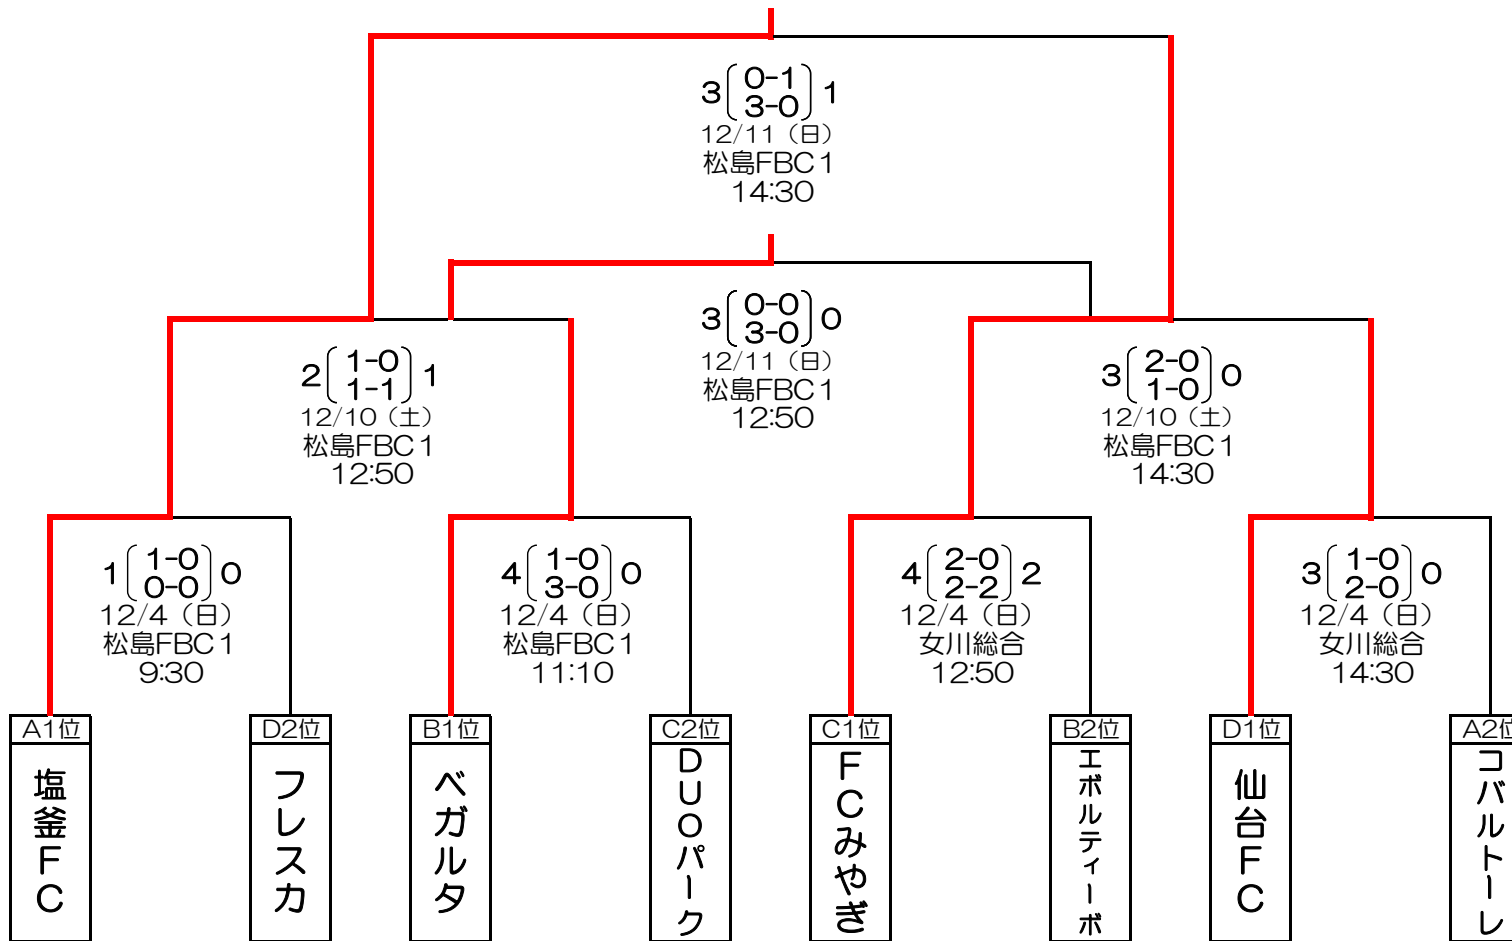 3 0-1 1
3-0
12/11（日）
松島FBC1
14:30
3 0-0 0
3-0
12/11（日）
松島FBC1
12:50
2 1-0 1
1-1
12/10（土）
松島FBC1
12:50
3 2-0 0
1-0
12/10（土）
松島FBC1
14:30
1 1-0 0
0-0
12/4（日）
松島FBC1
9:30
4 1-0 0
3-0
12/4（日）
松島FBC1
11:10
4 2-0 2
2-2
12/4（日）
女川総合
12:50
3 1-0 0
2-0
12/4（日）
女川総合
14:30
A1位
塩釜FC
D2位
フレスカ
B1位
ベガルタ
C2位
DUOパーク
C1位
FCみやぎ
B2位
エボルティーボ
D1位
仙台FC
A2位
コバルトーレ